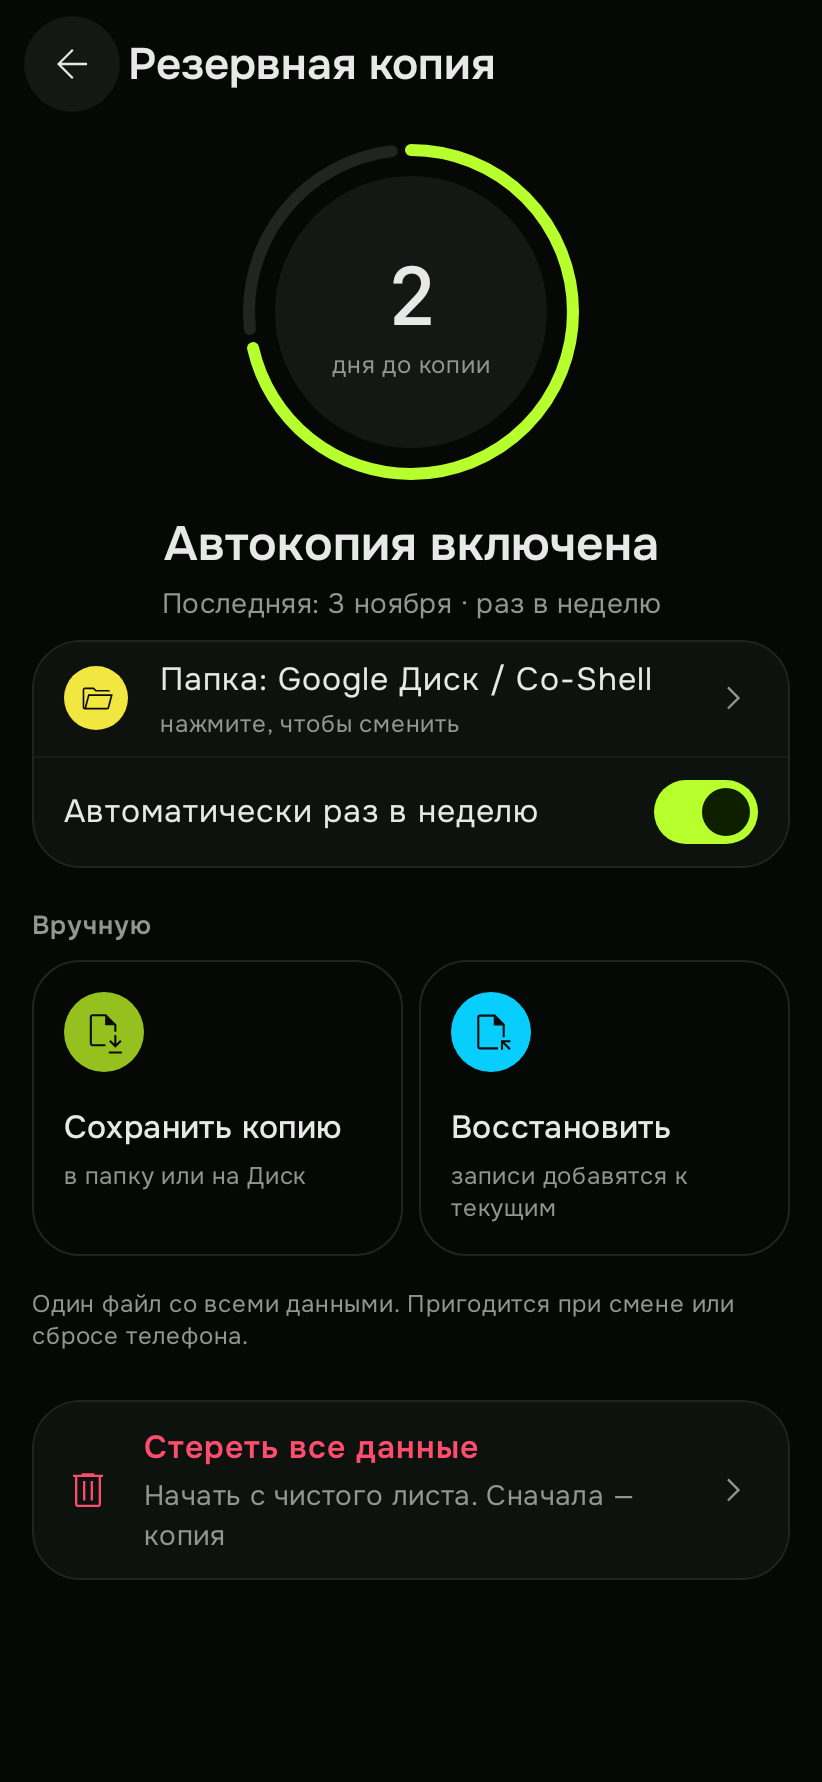 Резервная копия
2
дня до копии
Автокопия включена
Последняя: 3 ноября · раз в неделю
Папка: Google Диск / Co-Shell
нажмите, чтобы сменить
Автоматически раз в неделю
Вручную
Сохранить копию
в папку или на Диск
Восстановить
записи добавятся к
текущим
Один файл со всеми данными. Пригодится при смене или
сбросе телефона.
Стереть все данные
Начать с чистого листа. Сначала —
копия